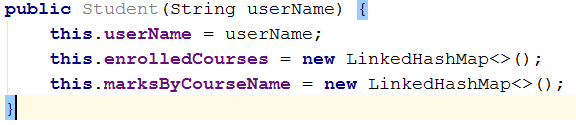 public Student(String userName) {
    this.userName = userName;
    this.enrolledCourses = new LinkedHashMap<>();
    this.marksByCourseName = new LinkedHashMap<>();
}